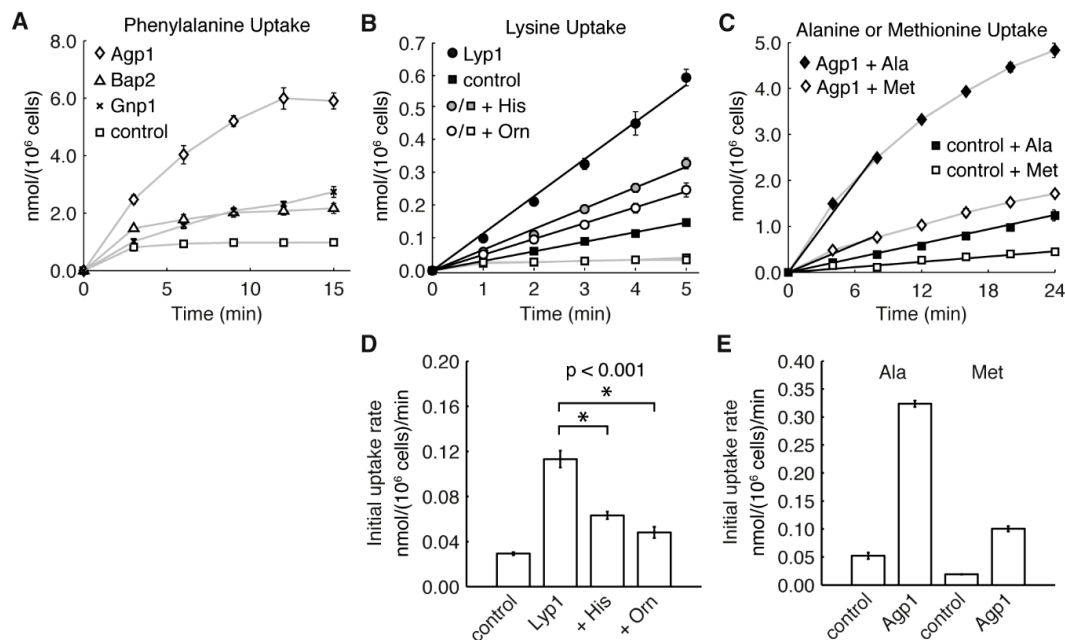 A
Phenylalanine Uptake
8.0
6.0
4.0
2.0
0.0
nmol/(10⁶ cells)
Agp1
Bap2
Gnp1
control
0
5
10
15
Time (min)
B
Lysine Uptake
0.7
0.6
0.5
0.4
0.3
0.2
0.1
0.0
nmol/(10⁶ cells)
Lyp1
control
/ + His
/ + Orn
0
1
2
3
4
5
Time (min)
C
Alanine or Methionine Uptake
5.0
4.0
3.0
2.0
1.0
0.0
nmol/(10⁶ cells)
Agp1 + Ala
Agp1 + Met
control + Ala
control + Met
0
6
12
18
24
Time (min)
D
0.20
0.16
0.12
0.08
0.04
0.00
Initial uptake rate
nmol/(10⁶ cells)/min
p < 0.001
*
*
control
Lyp1
+ His
+ Orn
E
0.40
0.35
0.30
0.25
0.20
0.15
0.10
0.05
0.00
Initial uptake rate
nmol/(10⁶ cells)/min
Ala
Met
control
Agp1
control
Agp1